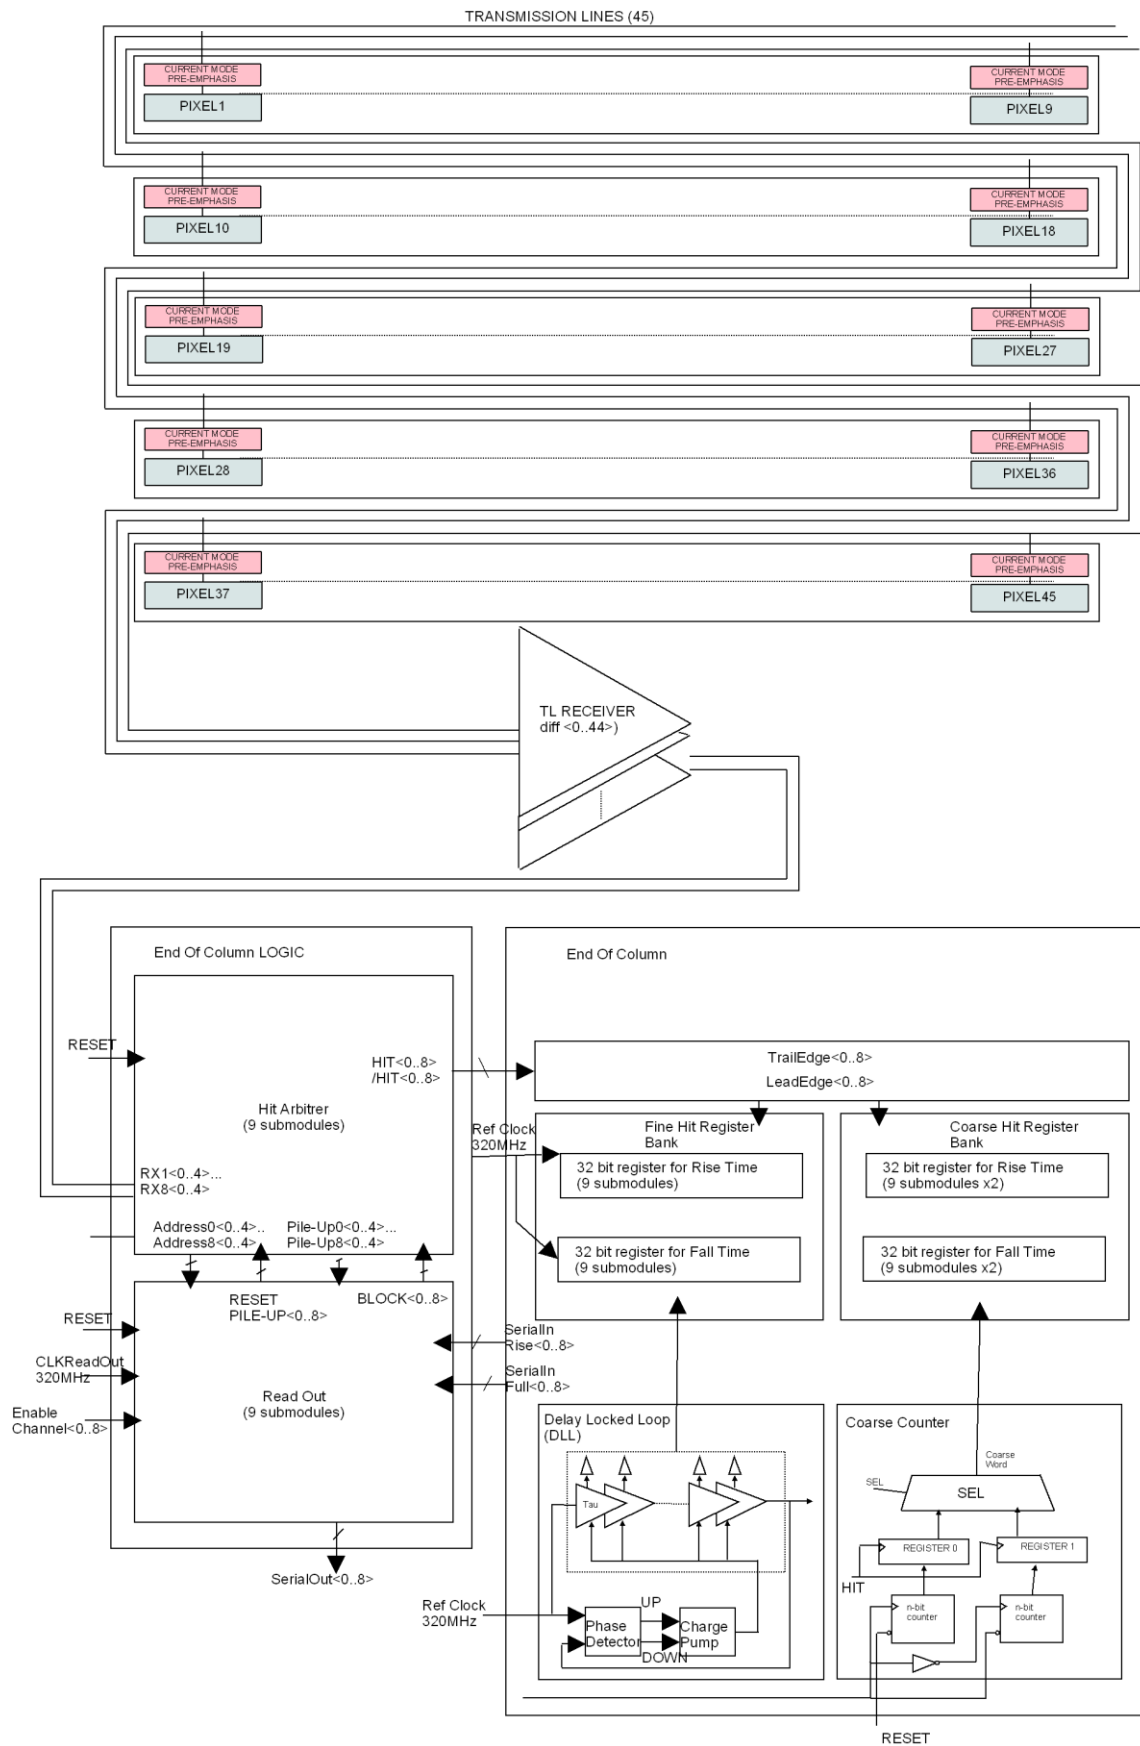 TRANSMISSION LINES (45)
CURRENT MODE
PRE-EMPHASIS
PIXEL1
CURRENT MODE
PRE-EMPHASIS
PIXEL9
CURRENT MODE
PRE-EMPHASIS
PIXEL10
CURRENT MODE
PRE-EMPHASIS
PIXEL18
CURRENT MODE
PRE-EMPHASIS
PIXEL19
CURRENT MODE
PRE-EMPHASIS
PIXEL27
CURRENT MODE
PRE-EMPHASIS
PIXEL28
CURRENT MODE
PRE-EMPHASIS
PIXEL36
CURRENT MODE
PRE-EMPHASIS
PIXEL37
CURRENT MODE
PRE-EMPHASIS
PIXEL45
TL RECEIVER
diff <0..44>)
End Of Column LOGIC
RESET
HIT<0..8>
/HIT<0..8>
Hit Arbitrer
(9 submodules)
RX1<0..4>...
RX8<0..4>
Address0<0..4>..
Address8<0..4>
Pile-Up0<0..4>...
Pile-Up8<0..4>
RESET
PILE-UP<0..8>
BLOCK<0..8>
RESET
CLKReadOut
320MHz
Enable
Channel<0..8>
Read Out
(9 submodules)
SerialIn
Rise<0..8>
SerialIn
Full<0..8>
SerialOut<0..8>
End Of Column
TrailEdge<0..8>
LeadEdge<0..8>
Ref Clock
320MHz
Fine Hit Register
Bank
32 bit register for Rise Time
(9 submodules)
32 bit register for Fall Time
(9 submodules)
Coarse Hit Register
Bank
32 bit register for Rise Time
(9 submodules x2)
32 bit register for Fall Time
(9 submodules x2)
Delay Locked Loop
(DLL)
Tau
Ref Clock
320MHz
Phase
Detector
UP
DOWN
Charge
Pump
Coarse Counter
Coarse
Word
SEL
SEL
REGISTER 0
REGISTER 1
HIT
n-bit
counter
n-bit
counter
RESET